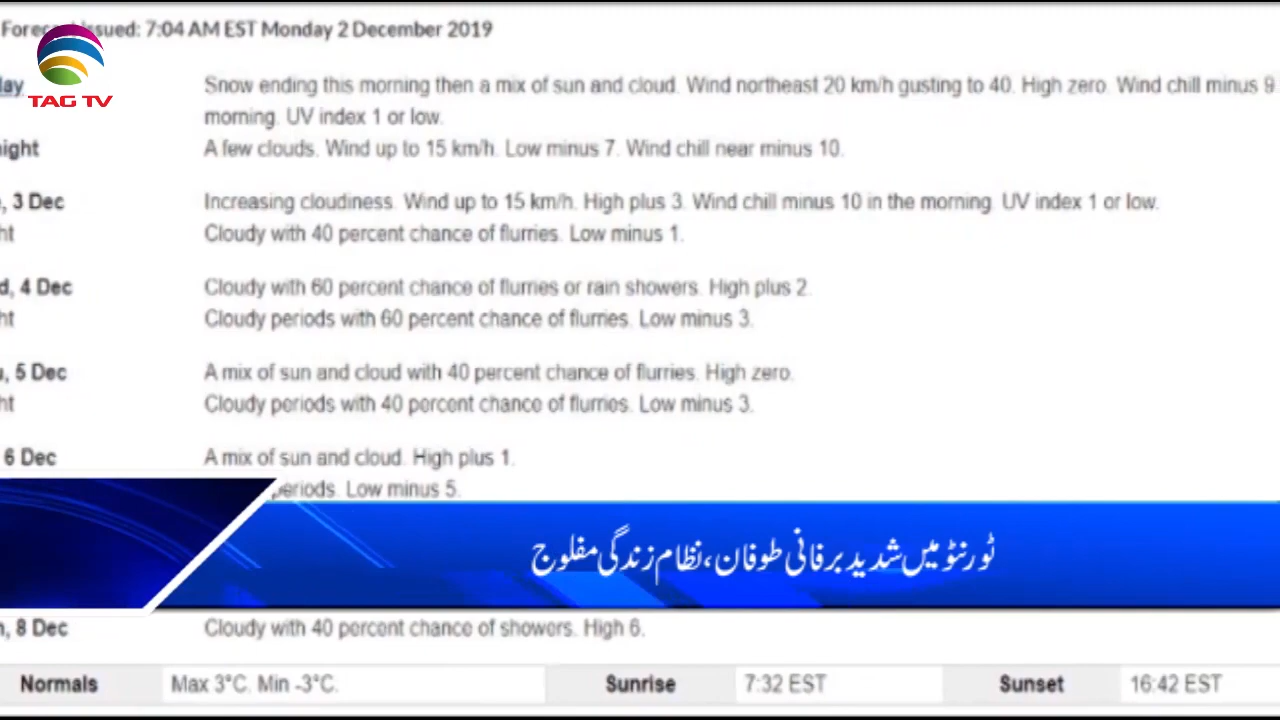 Forecast Issued: 7:04 AM EST Monday 2 December 2019
TAG TV
Snow ending this morning then a mix of sun and cloud. Wind northeast 20 km/h gusting to 40. High zero. Wind chill minus 9
morning. UV index 1 or low.
A few clouds. Wind up to 15 km/h. Low minus 7. Wind chill near minus 10.
, 3 Dec Increasing cloudiness. Wind up to 15 km/h. High plus 3. Wind chill minus 10 in the morning. UV index 1 or low.
Cloudy with 40 percent chance of flurries. Low minus 1.
, 4 Dec Cloudy with 60 percent chance of flurries or rain showers. High plus 2.
Cloudy periods with 60 percent chance of flurries. Low minus 3.
, 5 Dec A mix of sun and cloud with 40 percent chance of flurries. High zero.
Cloudy periods with 40 percent chance of flurries. Low minus 3.
6 Dec A mix of sun and cloud. High plus 1.
periods. Low minus 5.
ٹورنٹو میں شدید برفانی طوفان، نظام زندگی مفلوج
, 8 Dec Cloudy with 40 percent chance of showers. High 6.
Normals Max 3°C. Min -3°C. Sunrise 7:32 EST Sunset 16:42 EST